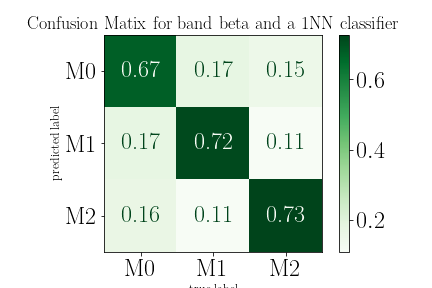 Confusion Matix for band beta and a 1NN classifier
M0 0.67 0.17 0.15
M1 0.17 0.72 0.11
M2 0.16 0.11 0.73
M0 M1 M2
predicted label
true label
0.6
0.4
0.2